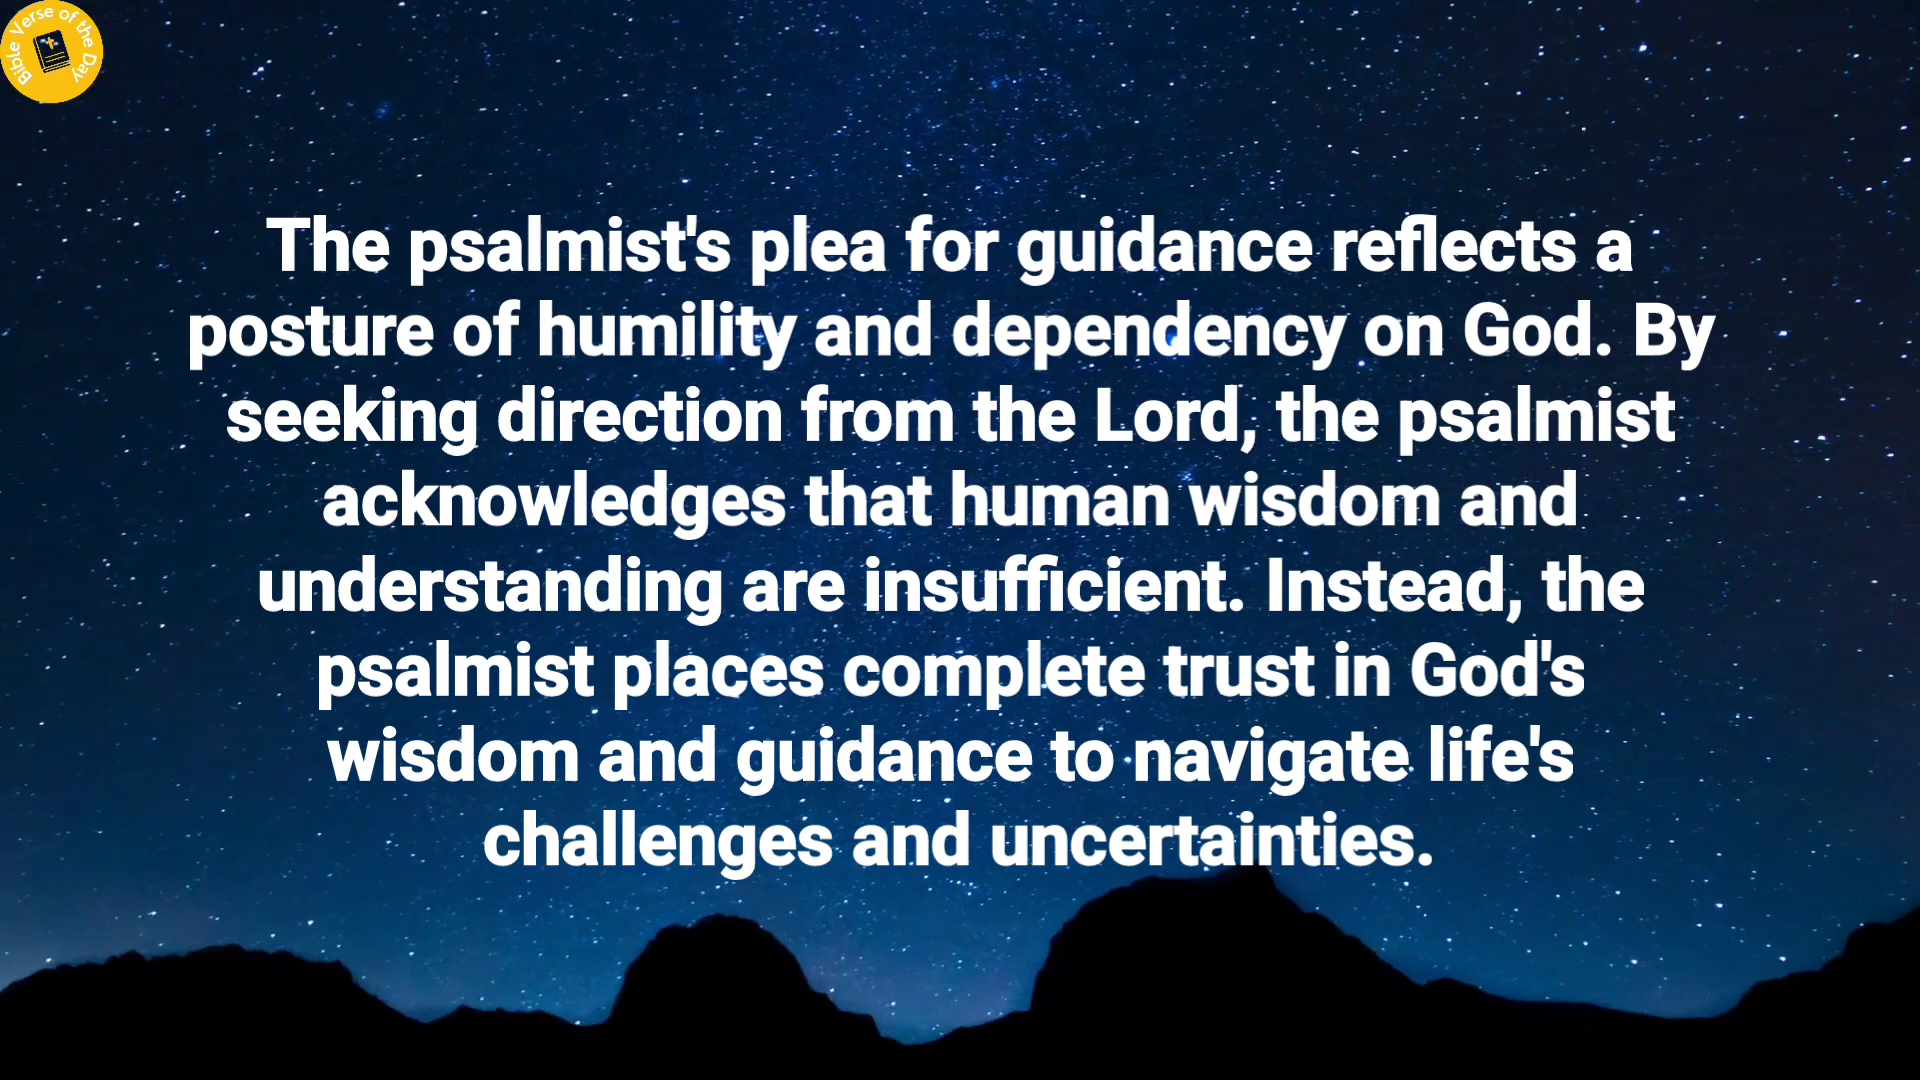 Bible Verse of the Day
The psalmist's plea for guidance reflects a
posture of humility and dependency on God. By
seeking direction from the Lord, the psalmist
acknowledges that human wisdom and
understanding are insufficient. Instead, the
psalmist places complete trust in God's
wisdom and guidance to navigate life's
challenges and uncertainties.